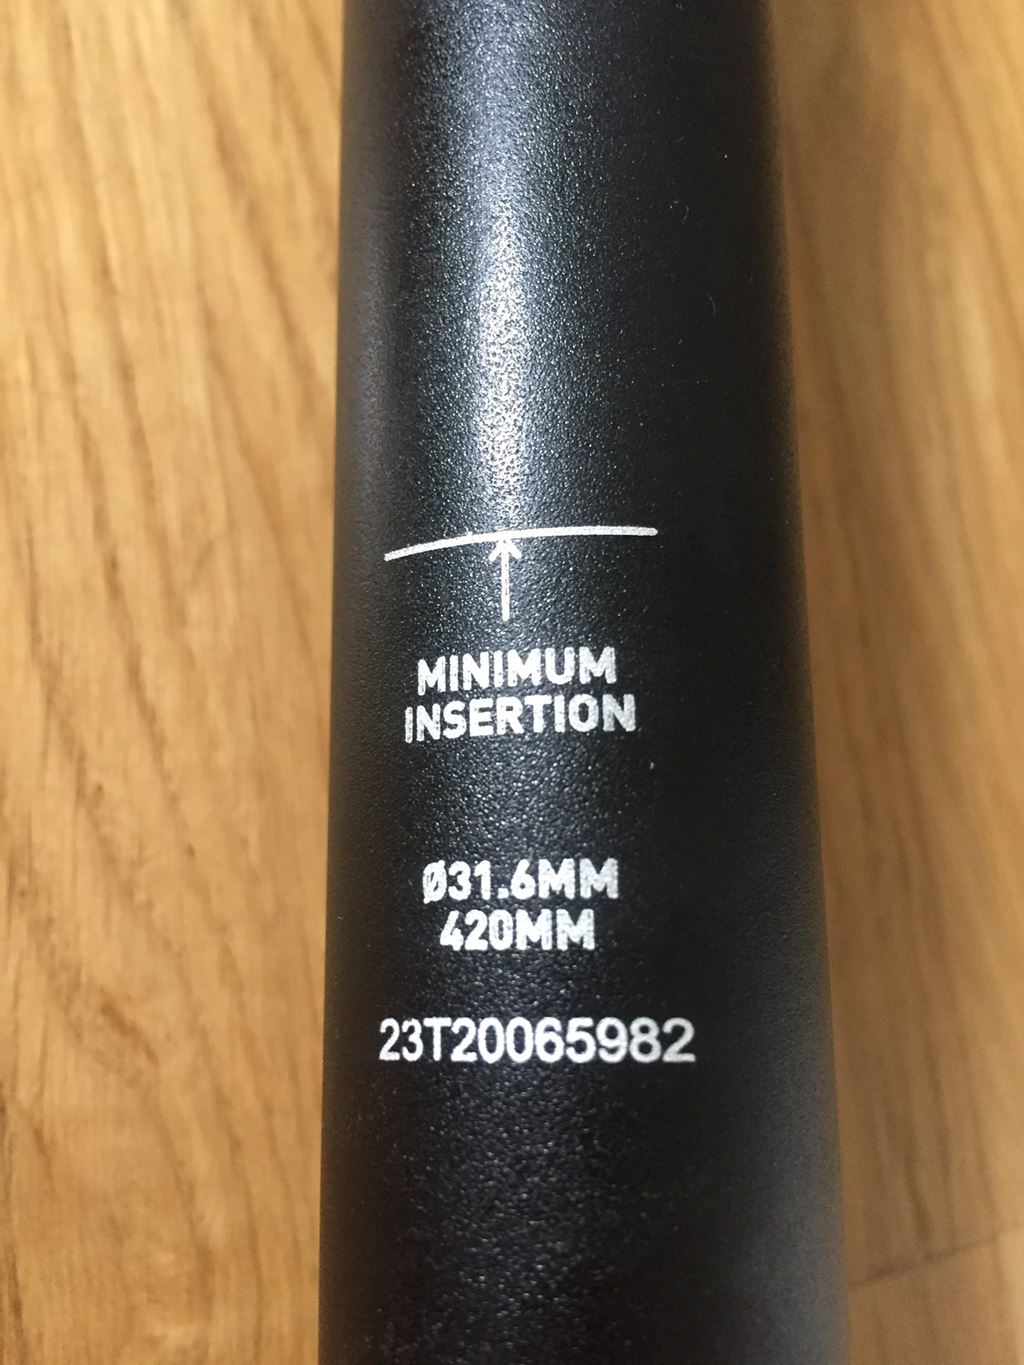 MINIMUM
INSERTION
Ø31.6MM
420MM
23T20065982